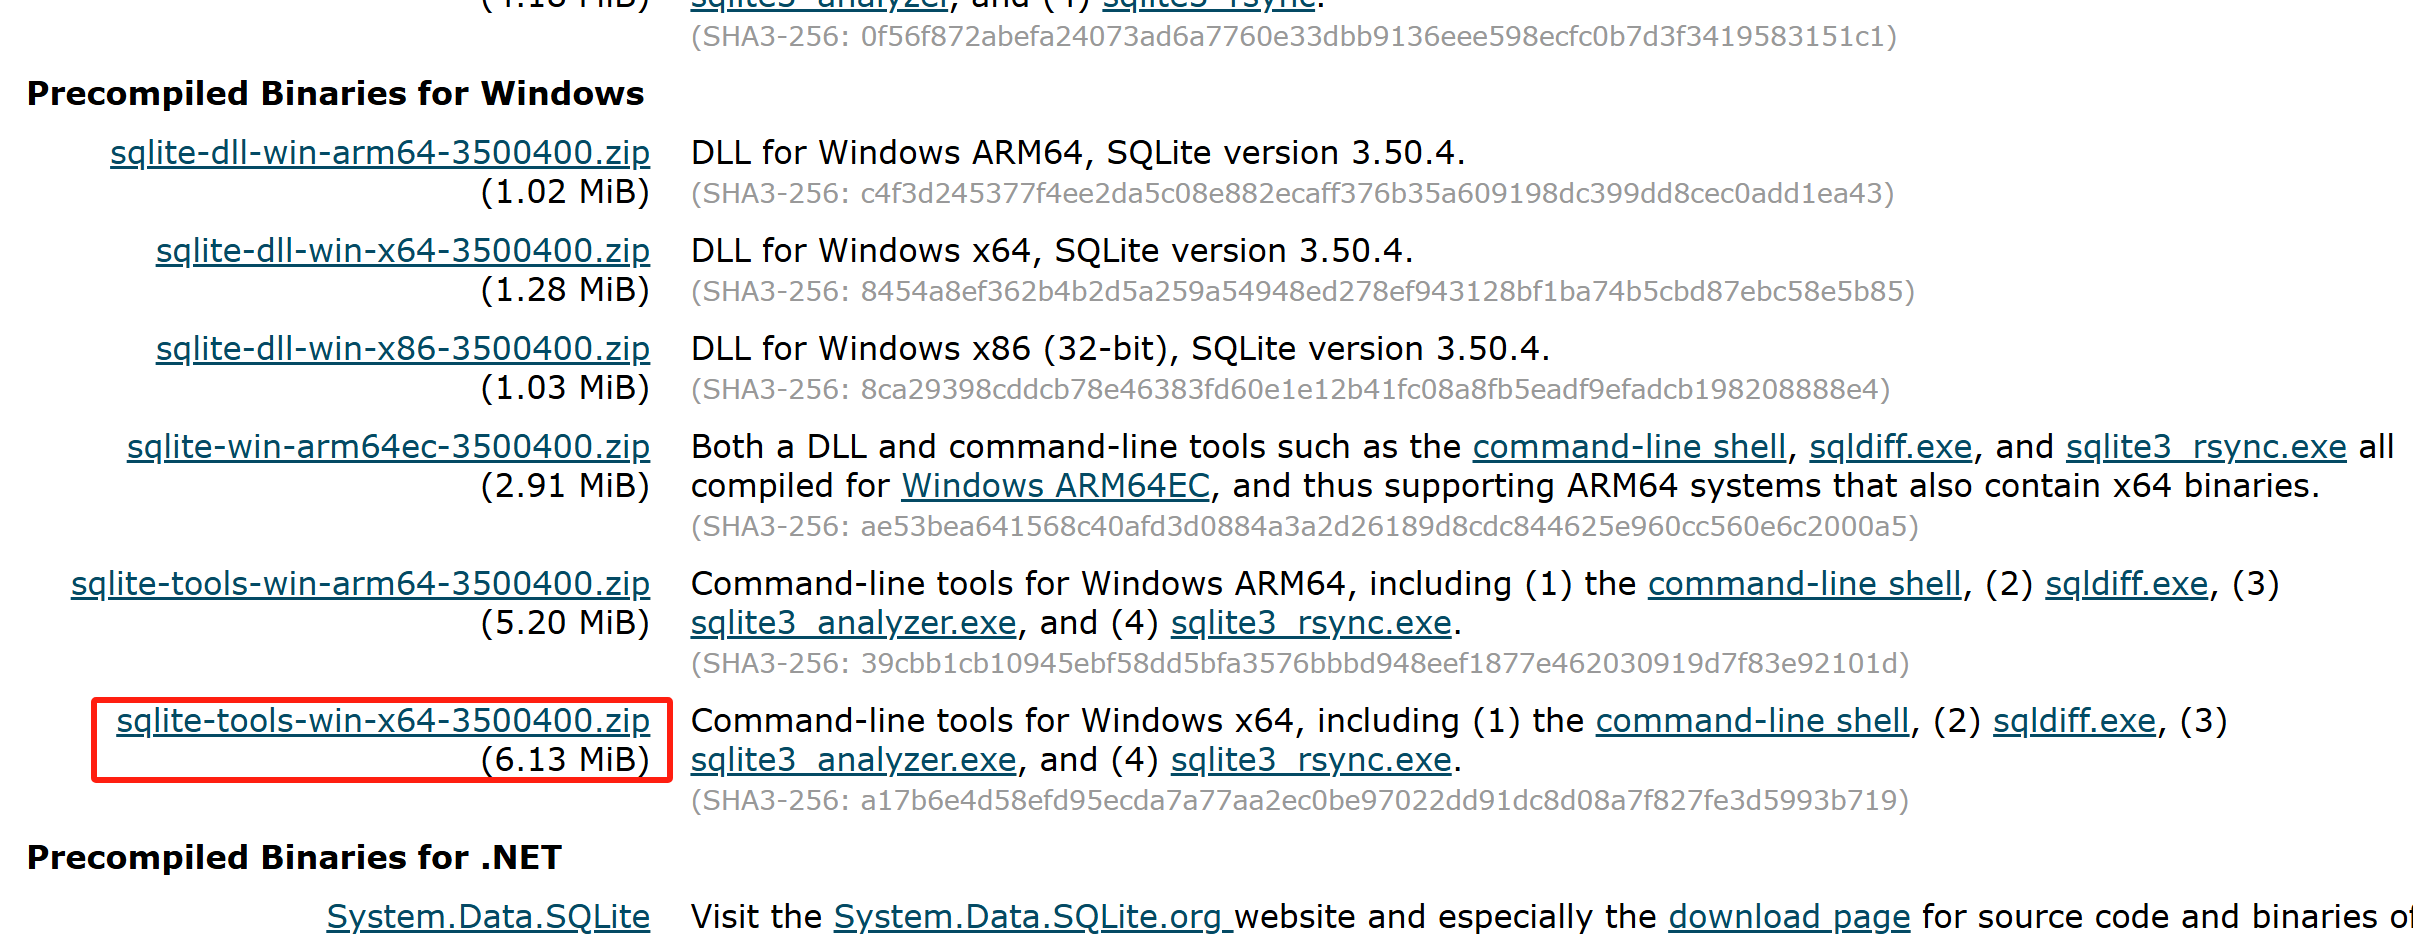 (4.18 MiB) sqlite3_analyzer, and (4) sqlite3_rsync.
(SHA3-256: 0f56f872abefa24073ad6a7760e33dbb9136eee598ecfc0b7d3f3419583151c1)
Precompiled Binaries for Windows
sqlite-dll-win-arm64-3500400.zip DLL for Windows ARM64, SQLite version 3.50.4.
(1.02 MiB) (SHA3-256: c4f3d245377f4ee2da5c08e882ecaff376b35a609198dc399dd8cec0add1ea43)
sqlite-dll-win-x64-3500400.zip DLL for Windows x64, SQLite version 3.50.4.
(1.28 MiB) (SHA3-256: 8454a8ef362b4b2d5a259a54948ed278ef943128bf1ba74b5cbd87ebc58e5b85)
sqlite-dll-win-x86-3500400.zip DLL for Windows x86 (32-bit), SQLite version 3.50.4.
(1.03 MiB) (SHA3-256: 8ca29398cddcb78e46383fd60e1e12b41fc08a8fb5eadf9efadcb198208888e4)
sqlite-win-arm64ec-3500400.zip Both a DLL and command-line tools such as the command-line shell, sqldiff.exe, and sqlite3_rsync.exe all
(2.91 MiB) compiled for Windows ARM64EC, and thus supporting ARM64 systems that also contain x64 binaries.
(SHA3-256: ae53bea641568c40afd3d0884a3a2d26189d8cdc844625e960cc560e6c2000a5)
sqlite-tools-win-arm64-3500400.zip Command-line tools for Windows ARM64, including (1) the command-line shell, (2) sqldiff.exe, (3)
(5.20 MiB) sqlite3_analyzer.exe, and (4) sqlite3_rsync.exe.
(SHA3-256: 39cbb1cb10945ebf58dd5bfa3576bbbd948eef1877e462030919d7f83e92101d)
sqlite-tools-win-x64-3500400.zip Command-line tools for Windows x64, including (1) the command-line shell, (2) sqldiff.exe, (3)
(6.13 MiB) sqlite3_analyzer.exe, and (4) sqlite3_rsync.exe.
(SHA3-256: a17b6e4d58efd95ecda7a77aa2ec0be97022dd91dc8d08a7f827fe3d5993b719)
Precompiled Binaries for .NET
System.Data.SQLite Visit the System.Data.SQLite.org website and especially the download page for source code and binaries of